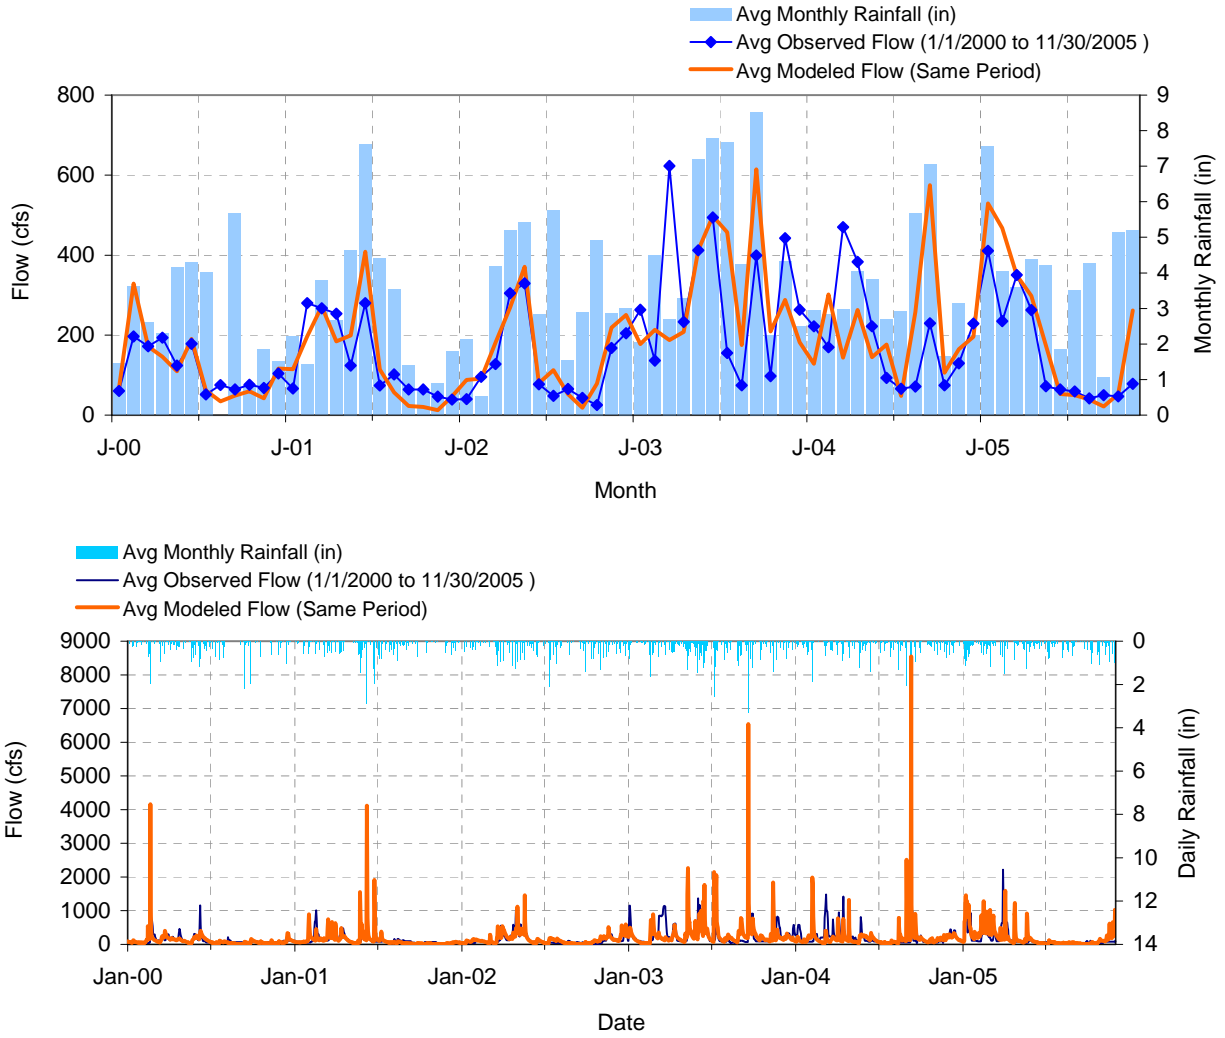 Avg Monthly Rainfall (in)
Avg Observed Flow (1/1/2000 to 11/30/2005 )
Avg Modeled Flow (Same Period)
800
600
400
200
0
Flow (cfs)
9
8
7
6
5
4
3
2
1
0
Monthly Rainfall (in)
J-00 J-01 J-02 J-03 J-04 J-05
Month
Avg Monthly Rainfall (in)
Avg Observed Flow (1/1/2000 to 11/30/2005 )
Avg Modeled Flow (Same Period)
9000
8000
7000
6000
5000
4000
3000
2000
1000
0
Flow (cfs)
0
2
4
6
8
10
12
14
Daily Rainfall (in)
Jan-00 Jan-01 Jan-02 Jan-03 Jan-04 Jan-05
Date